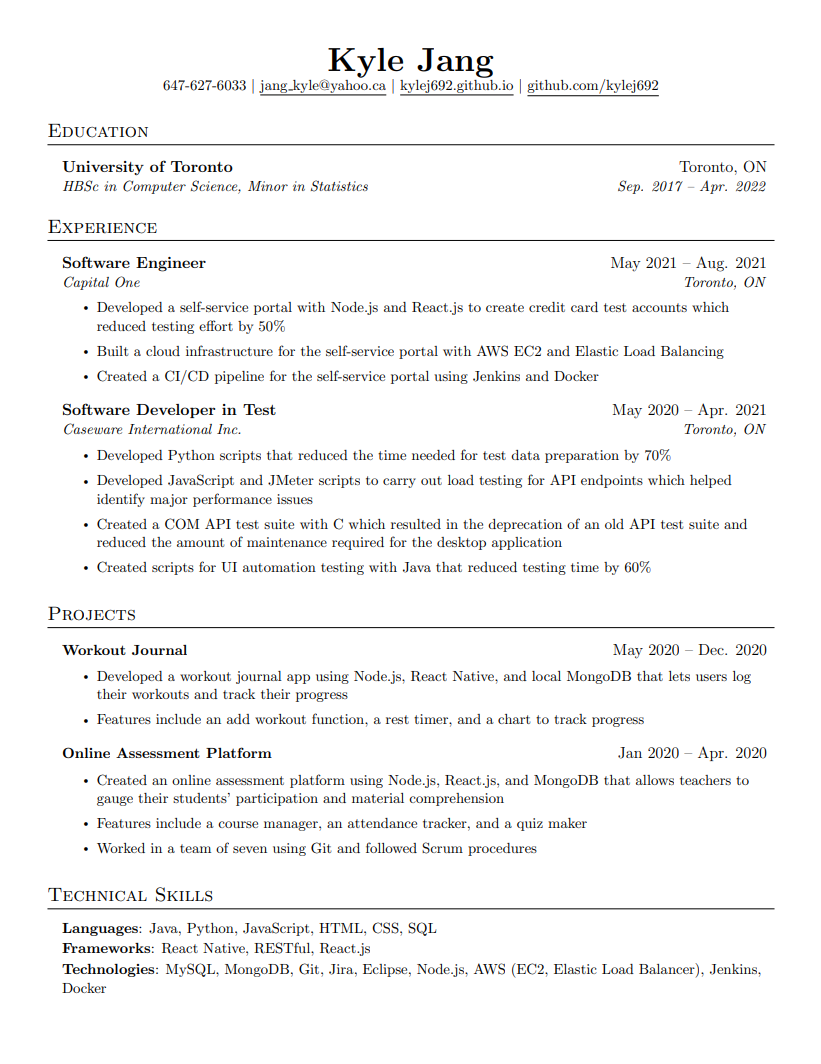 Kyle Jang
647-627-6033 | jang_kyle@yahoo.ca | kylej692.github.io | github.com/kylej692
Education
University of Toronto Toronto, ON
HBSc in Computer Science, Minor in Statistics Sep. 2017 – Apr. 2022
Experience
Software Engineer May 2021 – Aug. 2021
Capital One Toronto, ON
• Developed a self-service portal with Node.js and React.js to create credit card test accounts which
reduced testing effort by 50%
• Built a cloud infrastructure for the self-service portal with AWS EC2 and Elastic Load Balancing
• Created a CI/CD pipeline for the self-service portal using Jenkins and Docker
Software Developer in Test May 2020 – Apr. 2021
Caseware International Inc. Toronto, ON
• Developed Python scripts that reduced the time needed for test data preparation by 70%
• Developed JavaScript and JMeter scripts to carry out load testing for API endpoints which helped
identify major performance issues
• Created a COM API test suite with C which resulted in the deprecation of an old API test suite and
reduced the amount of maintenance required for the desktop application
• Created scripts for UI automation testing with Java that reduced testing time by 60%
Projects
Workout Journal May 2020 – Dec. 2020
• Developed a workout journal app using Node.js, React Native, and local MongoDB that lets users log
their workouts and track their progress
• Features include an add workout function, a rest timer, and a chart to track progress
Online Assessment Platform Jan 2020 – Apr. 2020
• Created an online assessment platform using Node.js, React.js, and MongoDB that allows teachers to
gauge their students' participation and material comprehension
• Features include a course manager, an attendance tracker, and a quiz maker
• Worked in a team of seven using Git and followed Scrum procedures
Technical Skills
Languages: Java, Python, JavaScript, HTML, CSS, SQL
Frameworks: React Native, RESTful, React.js
Technologies: MySQL, MongoDB, Git, Jira, Eclipse, Node.js, AWS (EC2, Elastic Load Balancer), Jenkins,
Docker